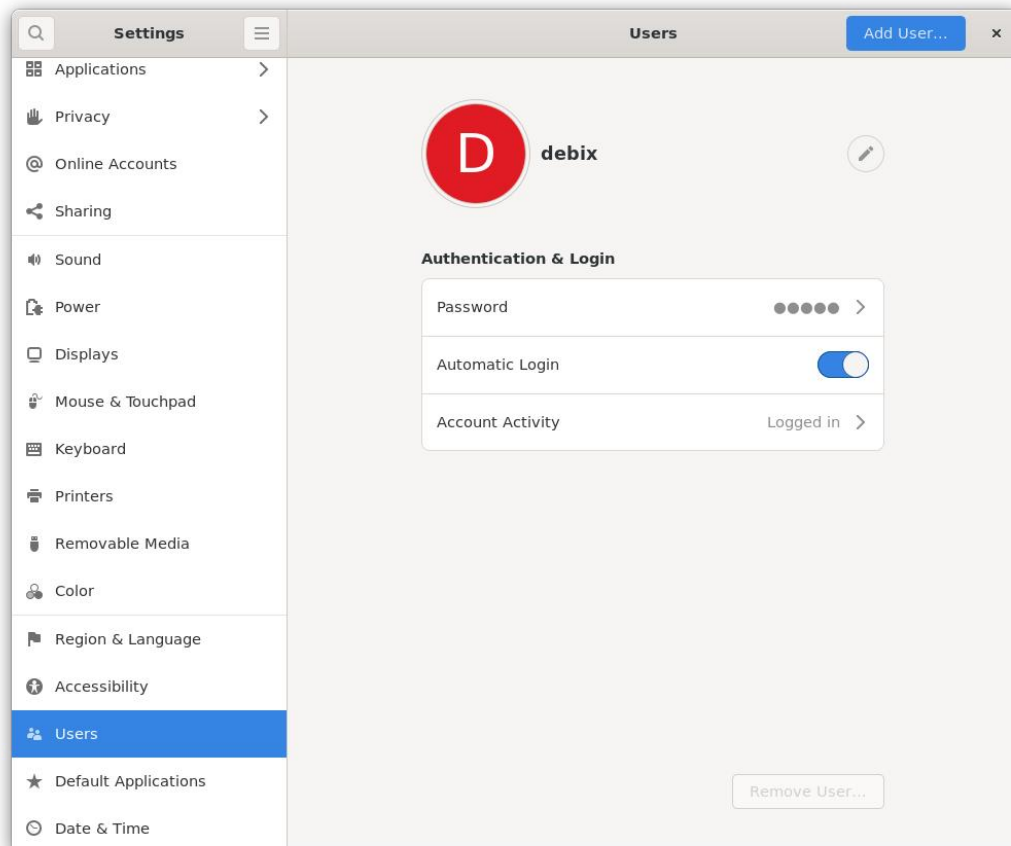 Settings
Users
Add User...
Applications
Privacy
Online Accounts
Sharing
Sound
Power
Displays
Mouse & Touchpad
Keyboard
Printers
Removable Media
Color
Region & Language
Accessibility
Users
Default Applications
Date & Time
D
debix
Authentication & Login
Password
Automatic Login
Account Activity Logged in
Remove User...